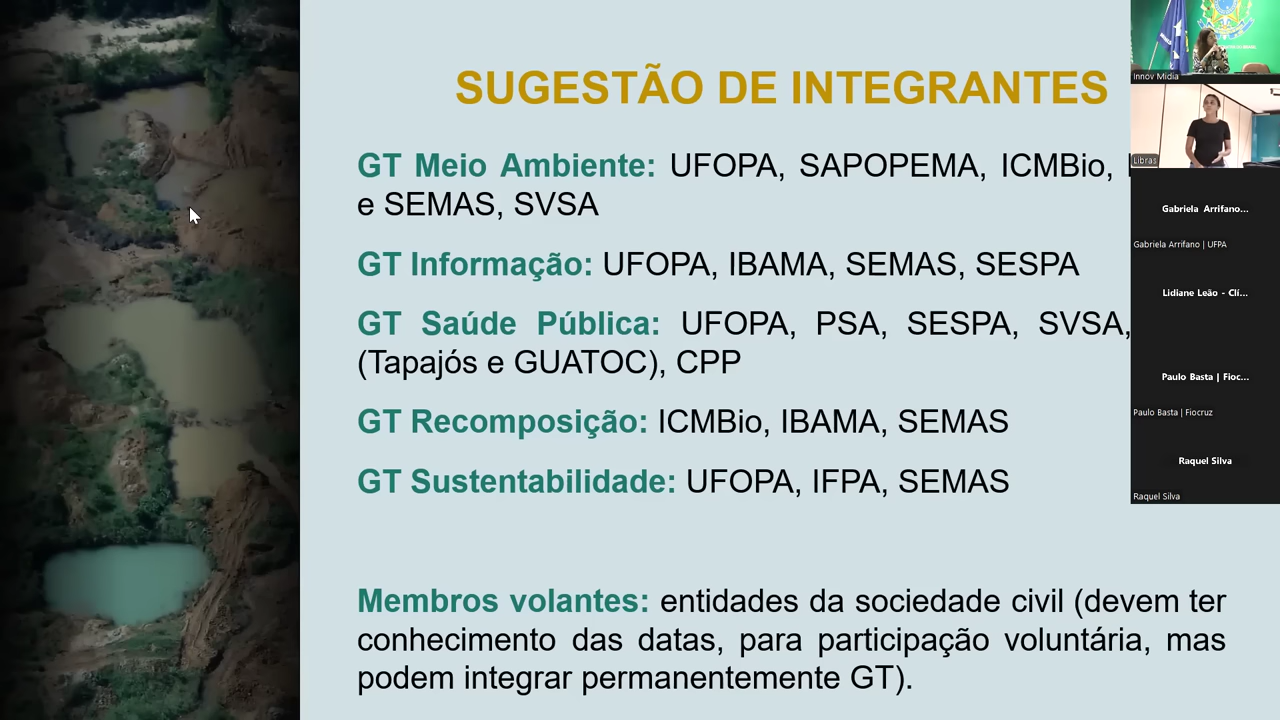 SUGESTÃO DE INTEGRANTES
GT Meio Ambiente: UFOPA, SAPOPEMA, ICMBio,
e SEMAS, SVSA
GT Informação: UFOPA, IBAMA, SEMAS, SESPA
GT Saúde Pública: UFOPA, PSA, SESPA, SVSA,
(Tapajós e GUATOC), CPP
GT Recomposição: ICMBio, IBAMA, SEMAS
GT Sustentabilidade: UFOPA, IFPA, SEMAS
Membros volantes: entidades da sociedade civil (devem ter
conhecimento das datas, para participação voluntária, mas
podem integrar permanentemente GT).
Innov Midia
Libras
Gabriela Arrifano...
Gabriela Arrifano | UFPA
Lidiane Leão - Clí...
Paulo Basta | Fioc...
Paulo Basta | Fiocruz
Raquel Silva
Raquel Silva